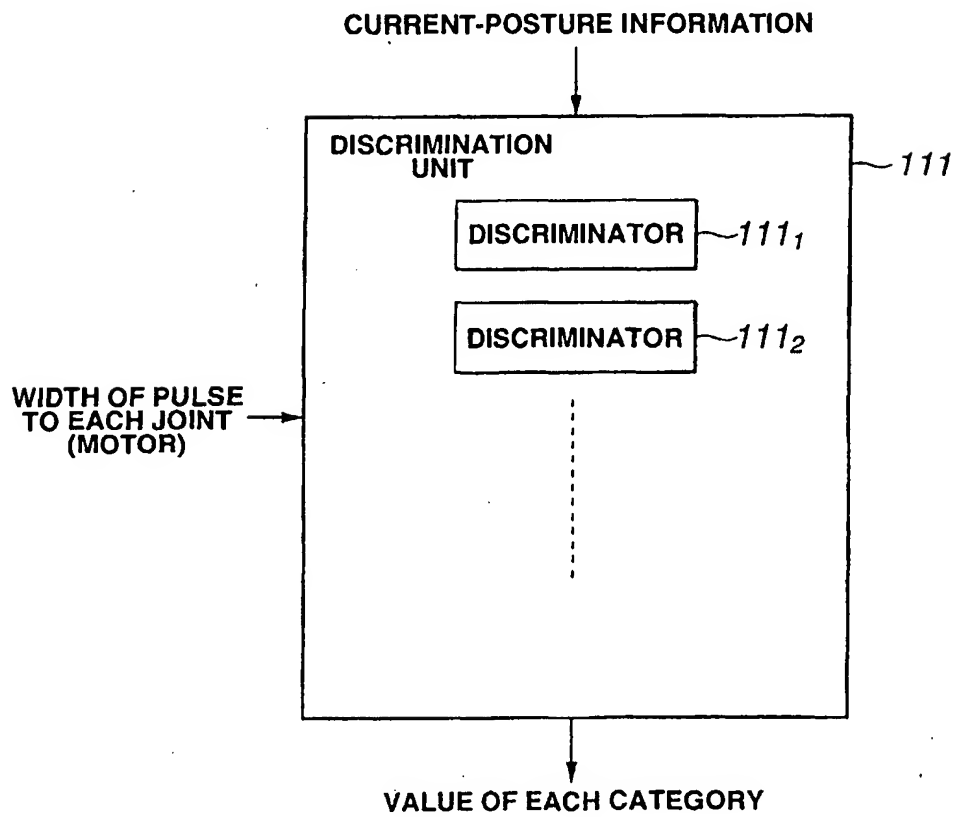 CURRENT-POSTURE INFORMATION
DISCRIMINATION
UNIT
111
DISCRIMINATOR
111₁
DISCRIMINATOR
111₂
WIDTH OF PULSE
TO EACH JOINT
(MOTOR)
VALUE OF EACH CATEGORY